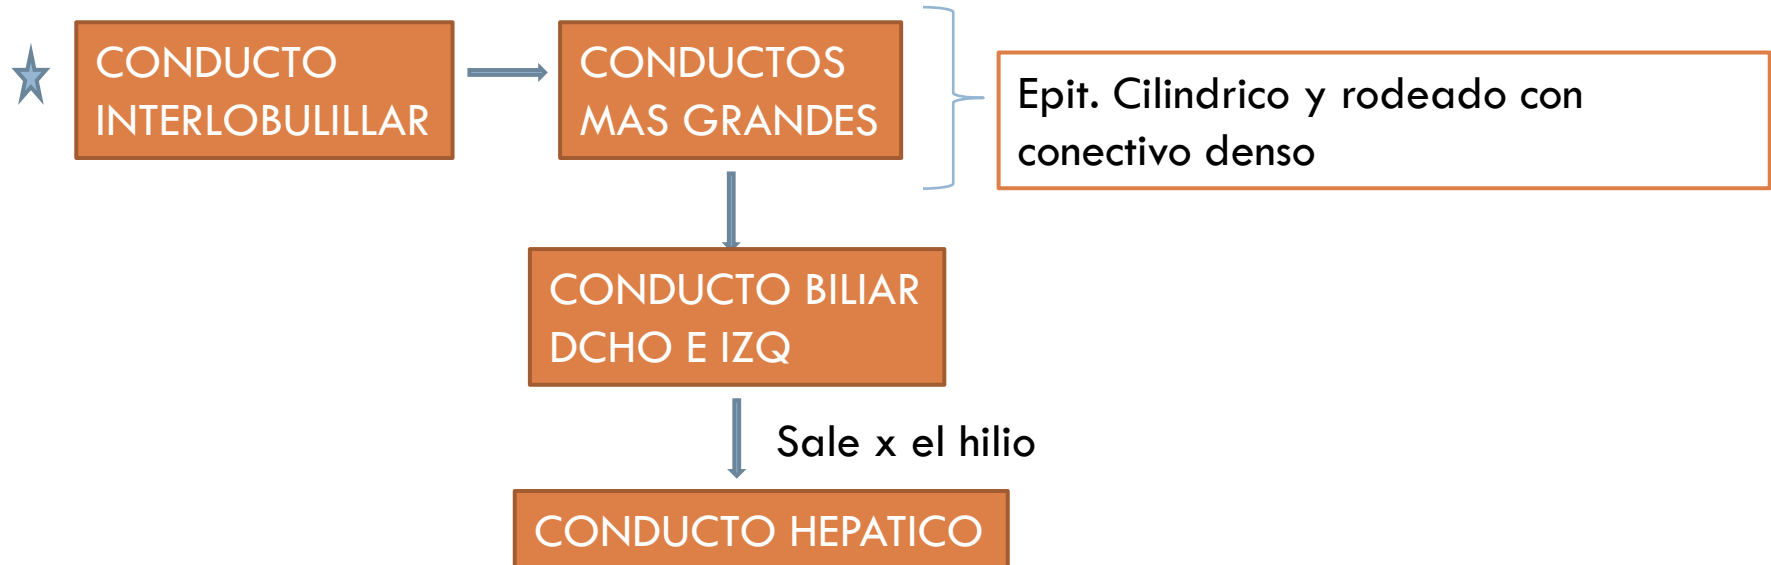 CONDUCTO
INTERLOBULILLAR
CONDUCTOS
MAS GRANDES
Epit. Cilindrico y rodeado con
conectivo denso
CONDUCTO BILIAR
DCHO E IZQ
Sale x el hilio
CONDUCTO HEPATICO